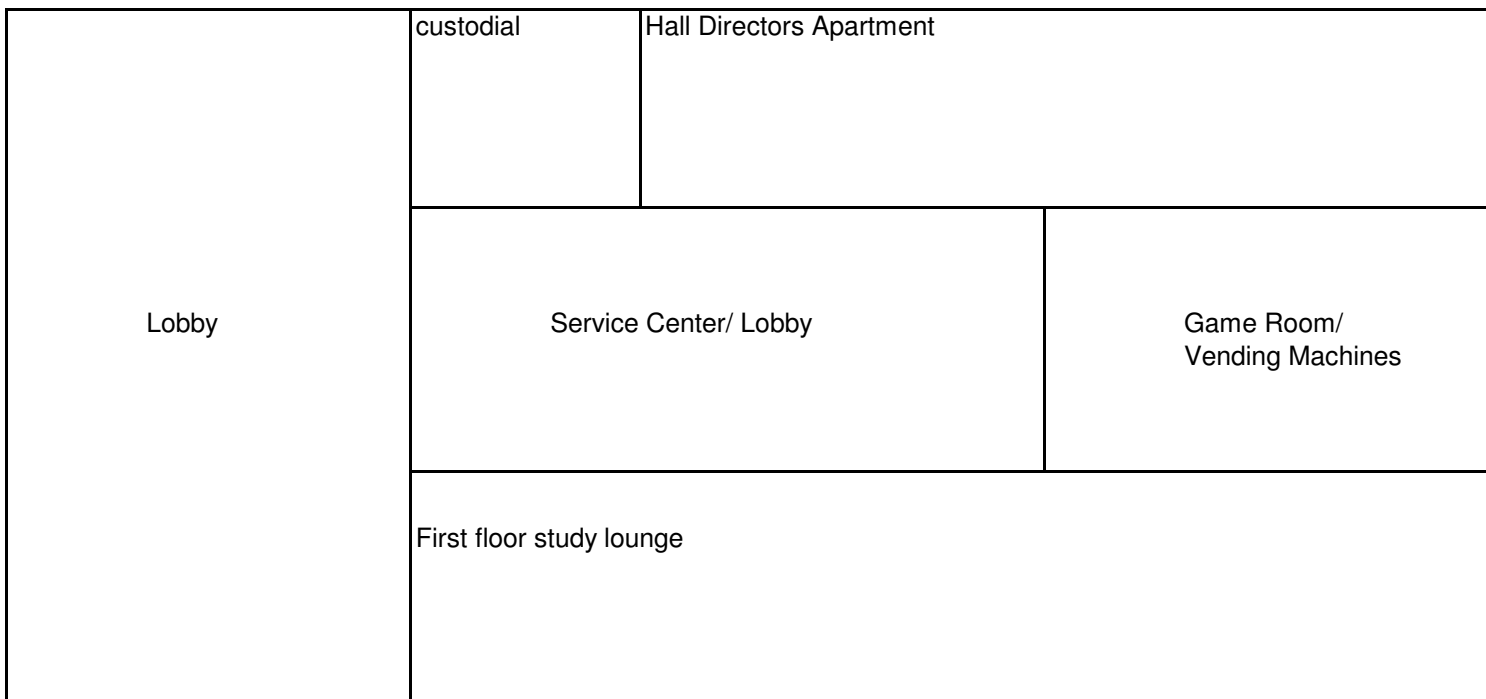 custodial
Hall Directors Apartment
Lobby
Service Center/ Lobby
Game Room/
Vending Machines
First floor study lounge